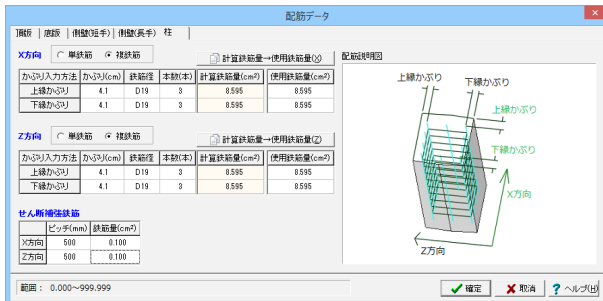 配筋データ
頂版 底版 側壁(短手) 側壁(長手) 柱
X方向 単鉄筋 複鉄筋 計算鉄筋量→使用鉄筋量(X)
かぶり入力方法 かぶり(cm) 鉄筋径 本数(本) 計算鉄筋量(cm²) 使用鉄筋量(cm²)
上縁かぶり 4.1 D19 3 8.595 8.595
下縁かぶり 4.1 D19 3 8.595 8.595
Z方向 単鉄筋 複鉄筋 計算鉄筋量→使用鉄筋量(Z)
かぶり入力方法 かぶり(cm) 鉄筋径 本数(本) 計算鉄筋量(cm²) 使用鉄筋量(cm²)
上縁かぶり 4.1 D19 3 8.595 8.595
下縁かぶり 4.1 D19 3 8.595 8.595
せん断補強鉄筋
ピッチ(mm) 鉄筋量(cm²)
X方向 500 0.100
Z方向 500 0.100
配筋説明図
上縁かぶり
下縁かぶり
上縁かぶり
下縁かぶり
X方向
Z方向
範囲： 0.000～999.999
確定 取消 ? ヘルプ(H)